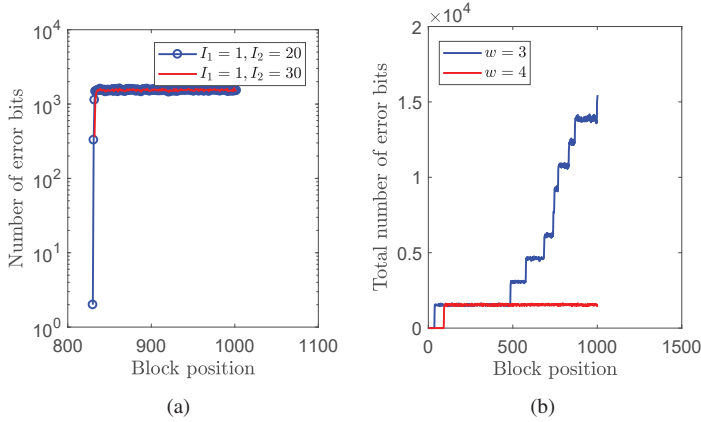 10^4
10^3
10^2
10^1
10^0
Number of error bits
I_1 = 1, I_2 = 20
I_1 = 1, I_2 = 30
800 900 1000 1100
Block position
(a)
×10^4
2
1.5
1
0.5
0
Total number of error bits
w = 3
w = 4
0 500 1000 1500
Block position
(b)